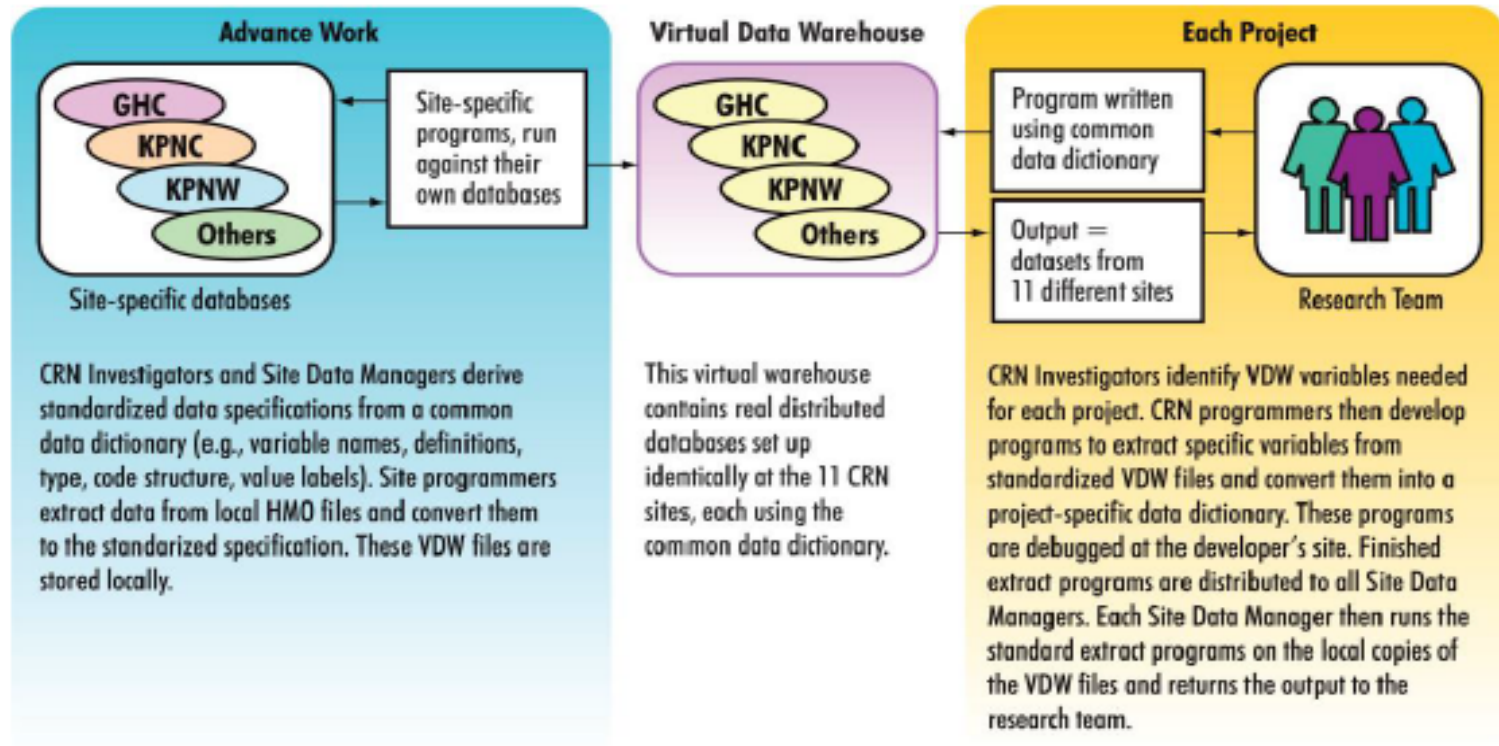 Advance Work
GHC
KPNC
KPNW
Others
Site-specific
programs, run
against their
own databases
Site-specific databases
CRN Investigators and Site Data Managers derive
standardized data specifications from a common
data dictionary (e.g., variable names, definitions,
type, code structure, value labels). Site programmers
extract data from local HMO files and convert them
to the standarized specification. These VDW files are
stored locally.
Virtual Data Warehouse
GHC
KPNC
KPNW
Others
This virtual warehouse
contains real distributed
databases set up
identically at the 11 CRN
sites, each using the
common data dictionary.
Each Project
Program written
using common
data dictionary
Output =
datasets from
11 different sites
Research Team
CRN Investigators identify VDW variables needed
for each project. CRN programmers then develop
programs to extract specific variables from
standardized VDW files and convert them into a
project-specific data dictionary. These programs
are debugged at the developer's site. Finished
extract programs are distributed to all Site Data
Managers. Each Site Data Manager then runs the
standard extract programs on the local copies of
the VDW files and returns the output to the
research team.